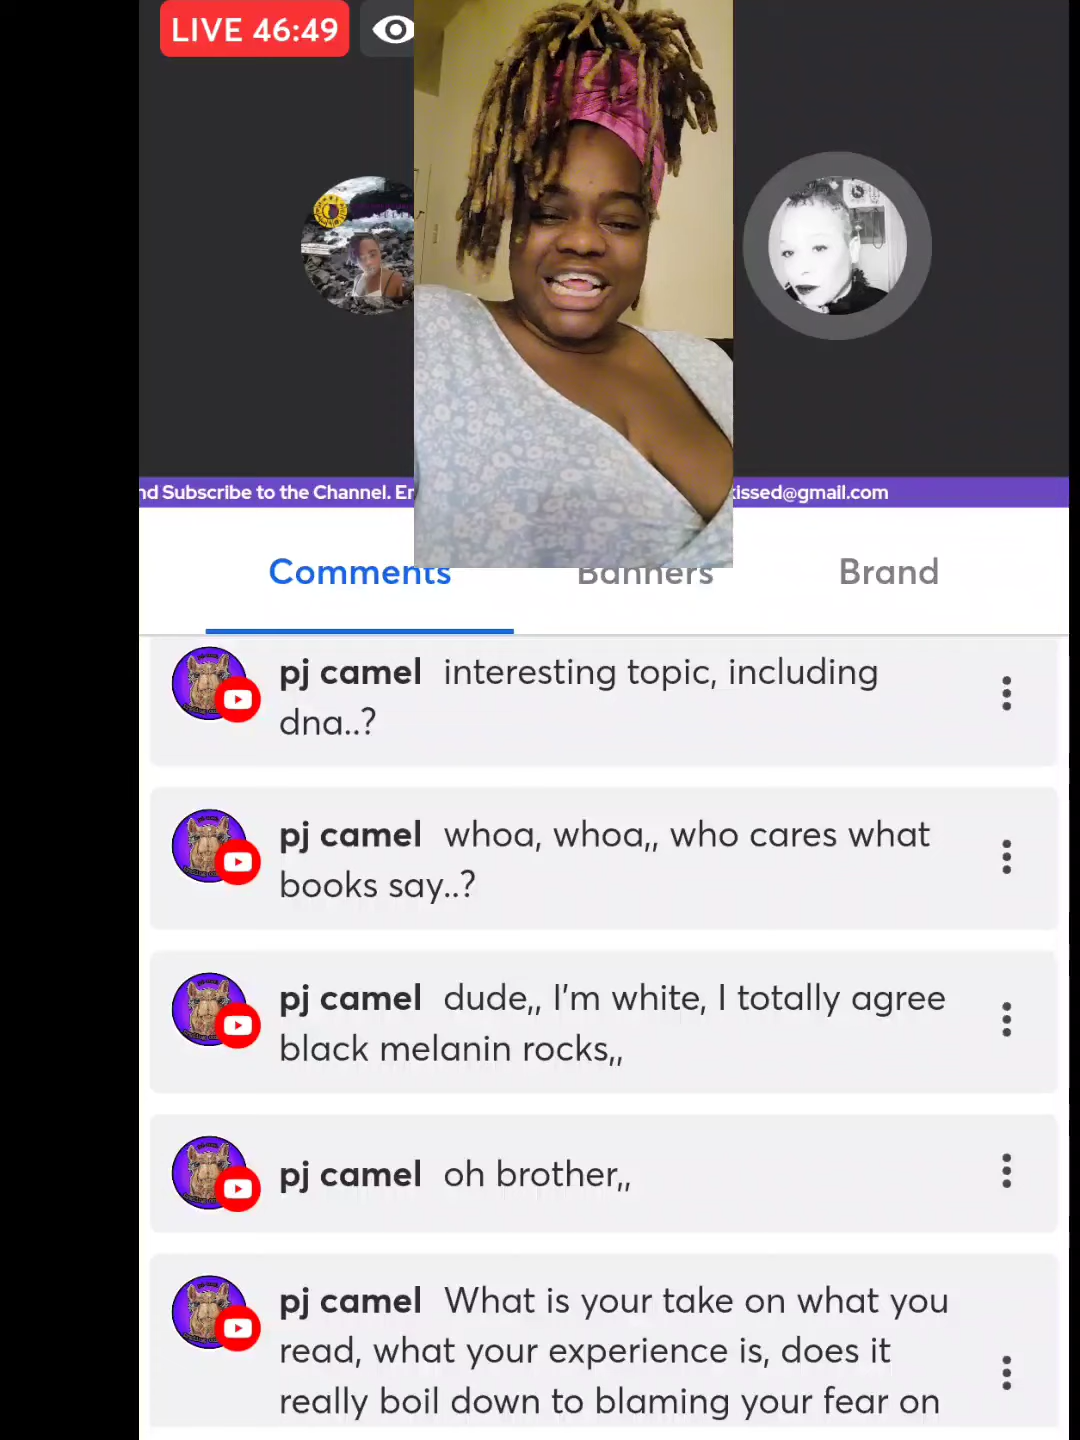 LIVE 46:49
nd Subscribe to the Channel. Er
kissed@gmail.com
Comments
Banners
Brand
pj camel interesting topic, including
dna..?
pj camel whoa, whoa,, who cares what
books say..?
pj camel dude,, I'm white, I totally agree
black melanin rocks,,
pj camel oh brother,,
pj camel What is your take on what you
read, what your experience is, does it
really boil down to blaming your fear on